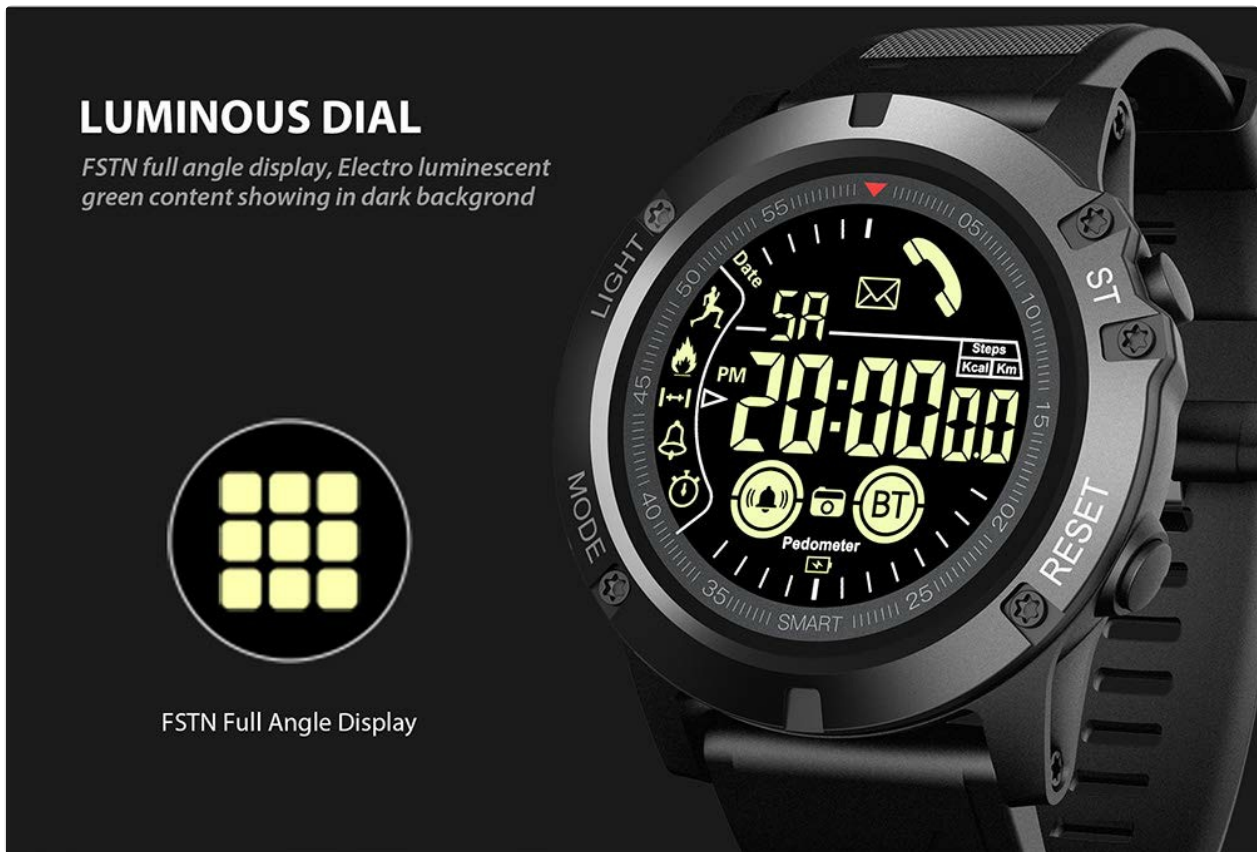 LUMINOUS DIAL
FSTN full angle display, Electro luminescent
green content showing in dark backgrond
LIGHT
ST
MODE
RESET
55
05
50
10
45
15
40
20
35
SMART
25
Date
SA
Steps
Kcal Km
PM
20:00 00
BT
Pedometer
FSTN Full Angle Display